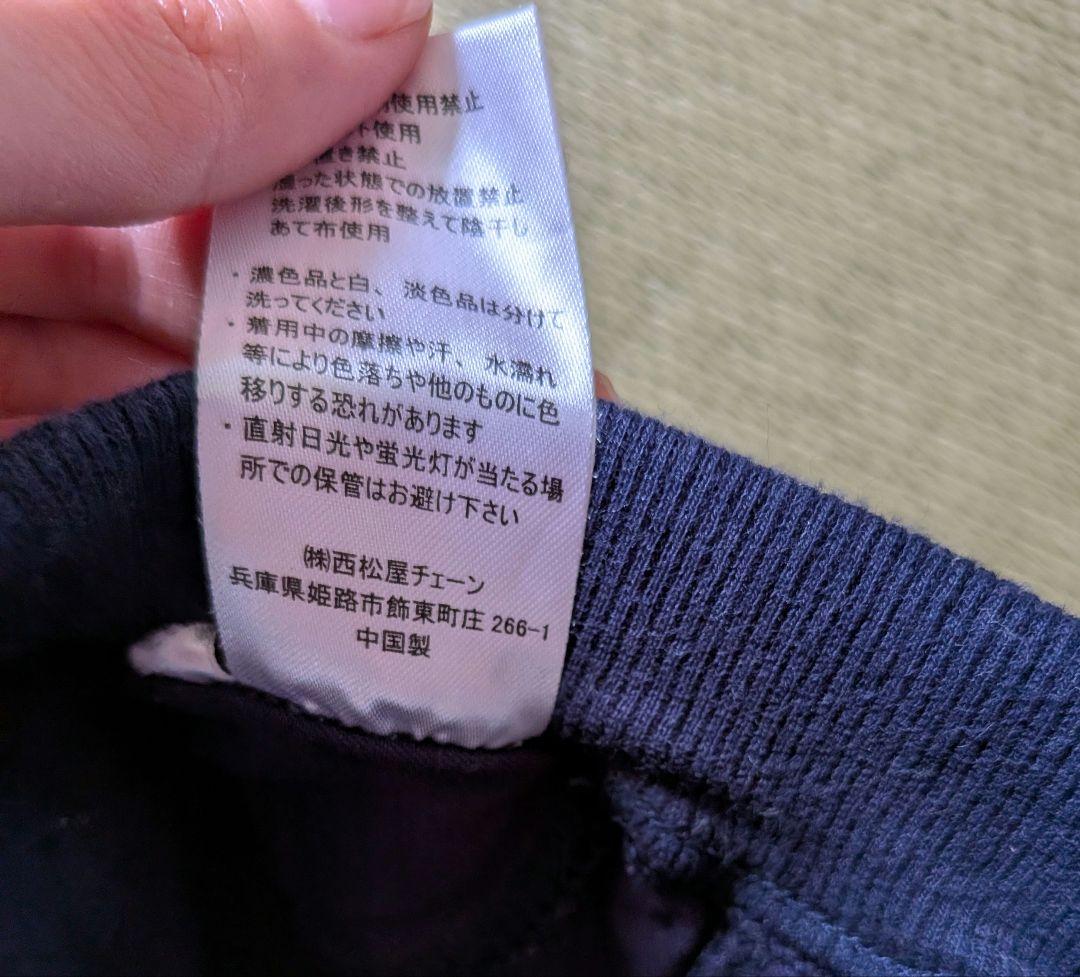 使用禁止
ト使用
置き禁止
濡った状態での放置禁止
洗濯後形を整えて陰干し
あて布使用
・濃色品と白、淡色品は分けて
洗ってください
・着用中の摩擦や汗、水濡れ
等により色落ちや他のものに色
移りする恐れがあります
・直射日光や蛍光灯が当たる場
所での保管はお避け下さい
㈱西松屋チェーン
兵庫県姫路市飾東町庄266-1
中国製